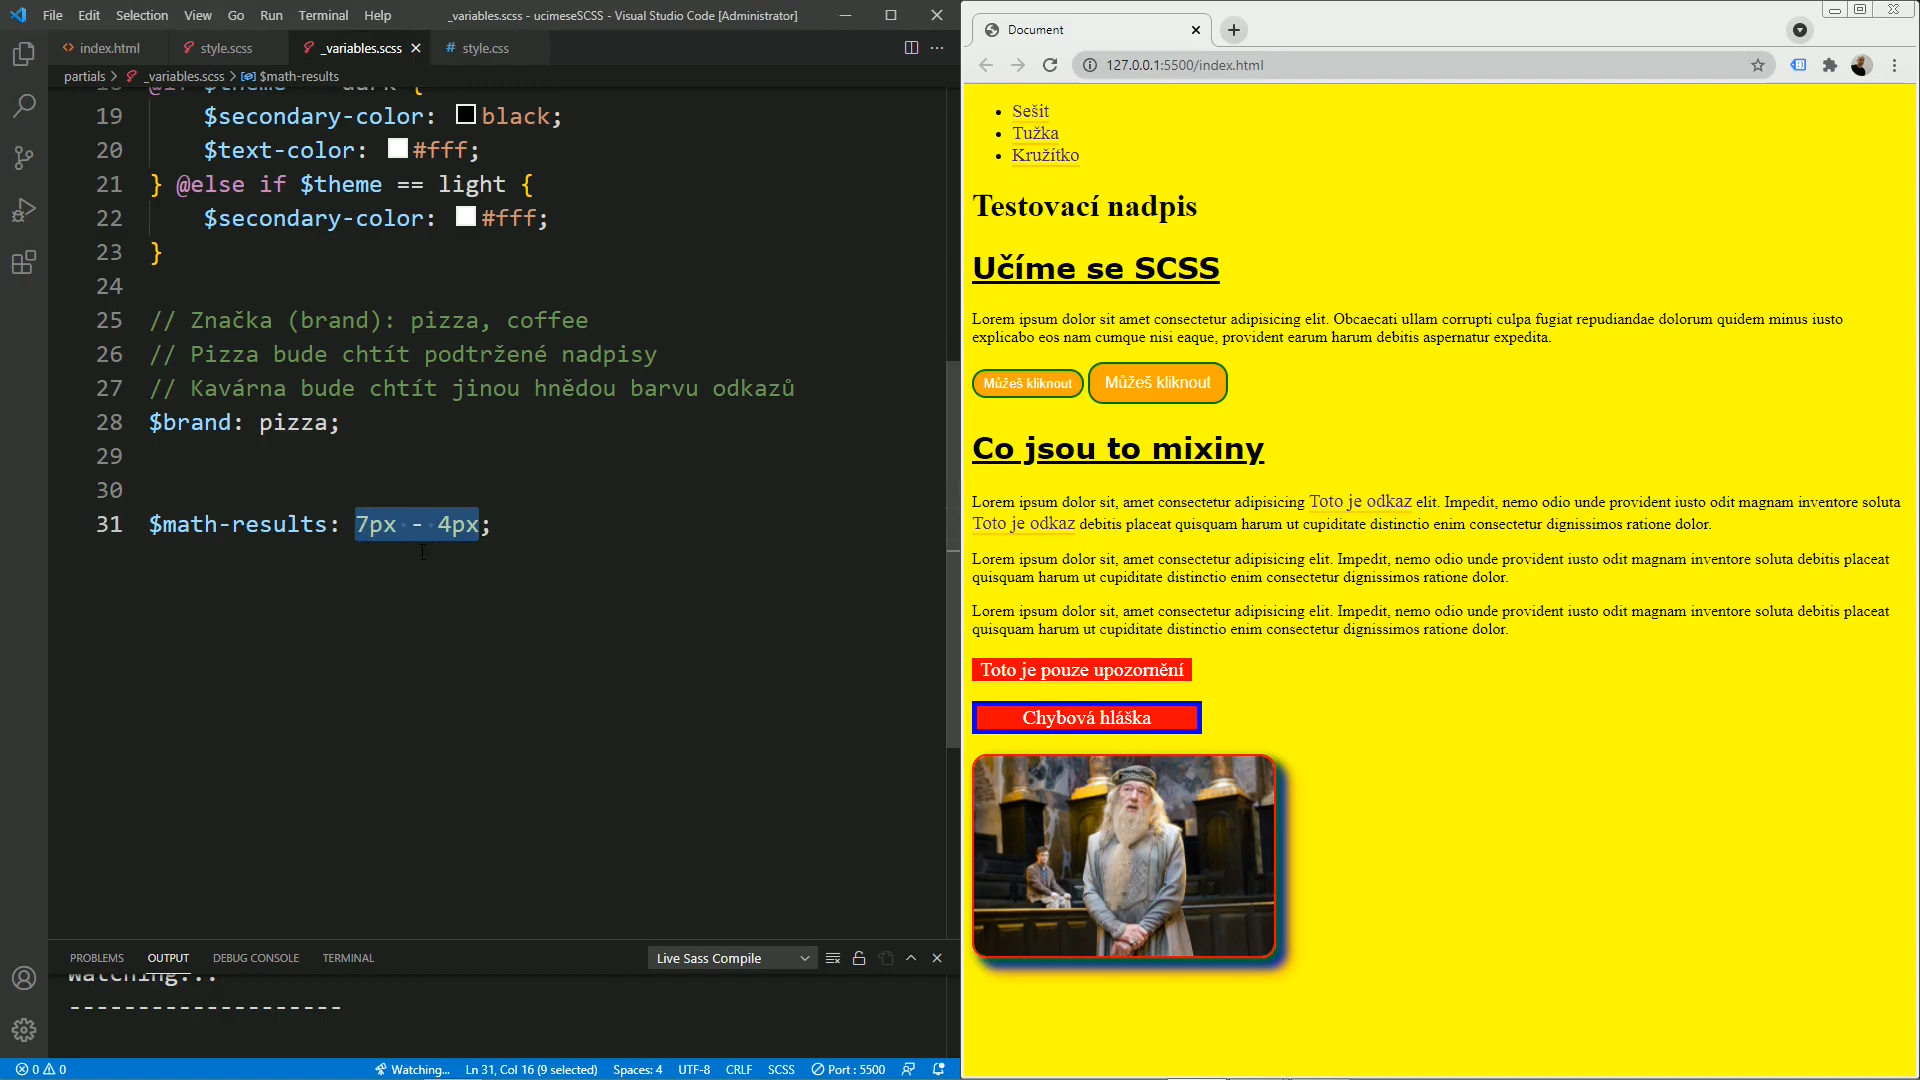 File Edit Selection View Go Run Terminal Help _variables.scss - ucimeseSCSS - Visual Studio Code [Administrator]
index.html style.scss _variables.scss style.css
partials > _variables.scss > $math-results
18 @if $theme == dark {
19 $secondary-color: black;
20 $text-color: #fff;
21 } @else if $theme == light {
22 $secondary-color: #fff;
23 }
24
25 // Značka (brand): pizza, coffee
26 // Pizza bude chtít podtržené nadpisy
27 // Kavárna bude chtít jinou hnědou barvu odkazů
28 $brand: pizza;
29
30
31 $math-results: 7px - 4px;
PROBLEMS OUTPUT DEBUG CONSOLE TERMINAL Live Sass Compile
Watching...
--------------------
0 0 Watching... Ln 31, Col 16 (9 selected) Spaces: 4 UTF-8 CRLF SCSS Port : 5500
Document
127.0.0.1:5500/index.html
• Sešit
• Tužka
• Kružítko
Testovací nadpis
Učíme se SCSS
Lorem ipsum dolor sit amet consectetur adipisicing elit. Obcaecati ullam corrupti culpa fugiat repudiandae dolorum quidem minus iusto
explicabo eos nam cumque nisi eaque, provident earum harum debitis aspernatur expedita.
Můžeš kliknout Můžeš kliknout
Co jsou to mixiny
Lorem ipsum dolor sit, amet consectetur adipisicing Toto je odkaz elit. Impedit, nemo odio unde provident iusto odit magnam inventore soluta
Toto je odkaz debitis placeat quisquam harum ut cupiditate distinctio enim consectetur dignissimos ratione dolor.
Lorem ipsum dolor sit, amet consectetur adipisicing elit. Impedit, nemo odio unde provident iusto odit magnam inventore soluta debitis placeat
quisquam harum ut cupiditate distinctio enim consectetur dignissimos ratione dolor.
Lorem ipsum dolor sit, amet consectetur adipisicing elit. Impedit, nemo odio unde provident iusto odit magnam inventore soluta debitis placeat
quisquam harum ut cupiditate distinctio enim consectetur dignissimos ratione dolor.
Toto je pouze upozornění
Chybová hláška